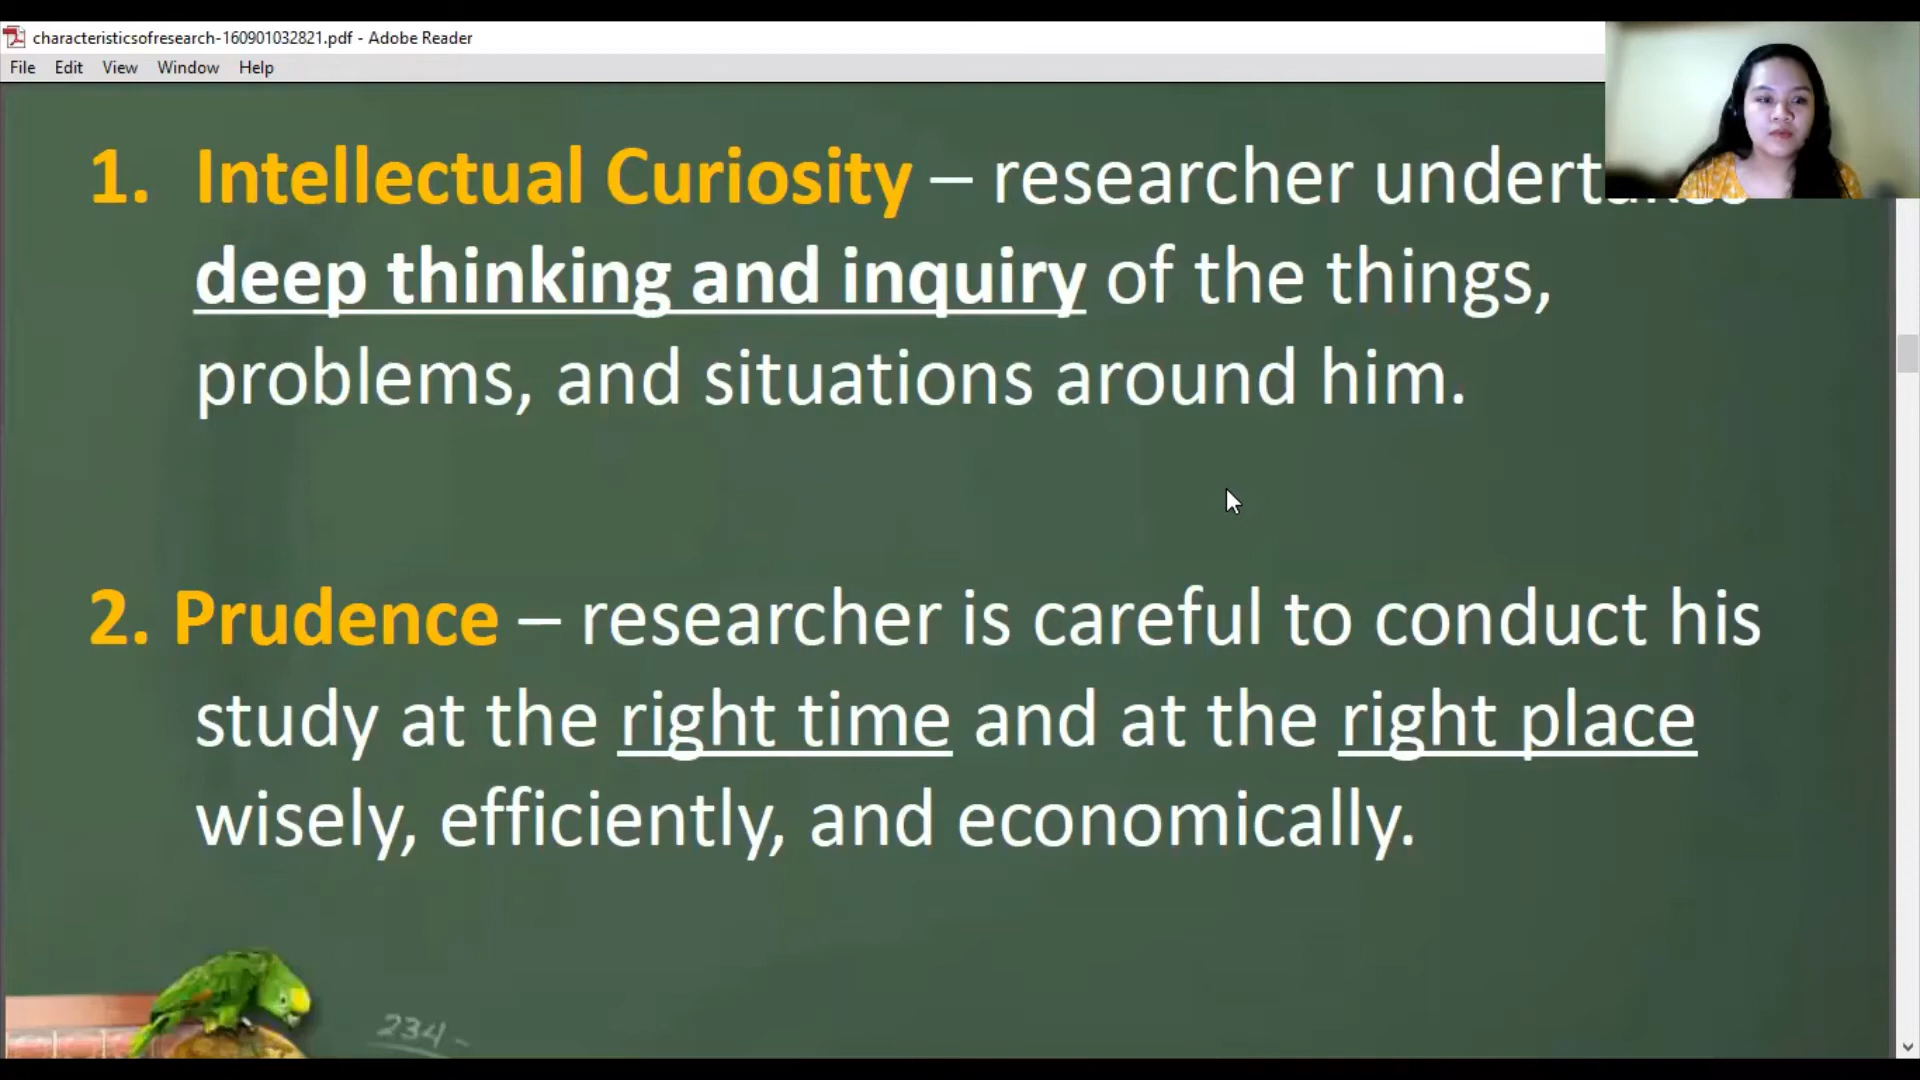 characteristicsofresearch-160901032821.pdf - Adobe Reader
File Edit View Window Help
1. Intellectual Curiosity – researcher
deep thinking and inquiry of the things,
problems, and situations around him.
2. Prudence – researcher is careful to conduct his
study at the right time and at the right place
wisely, efficiently, and economically.
234 -